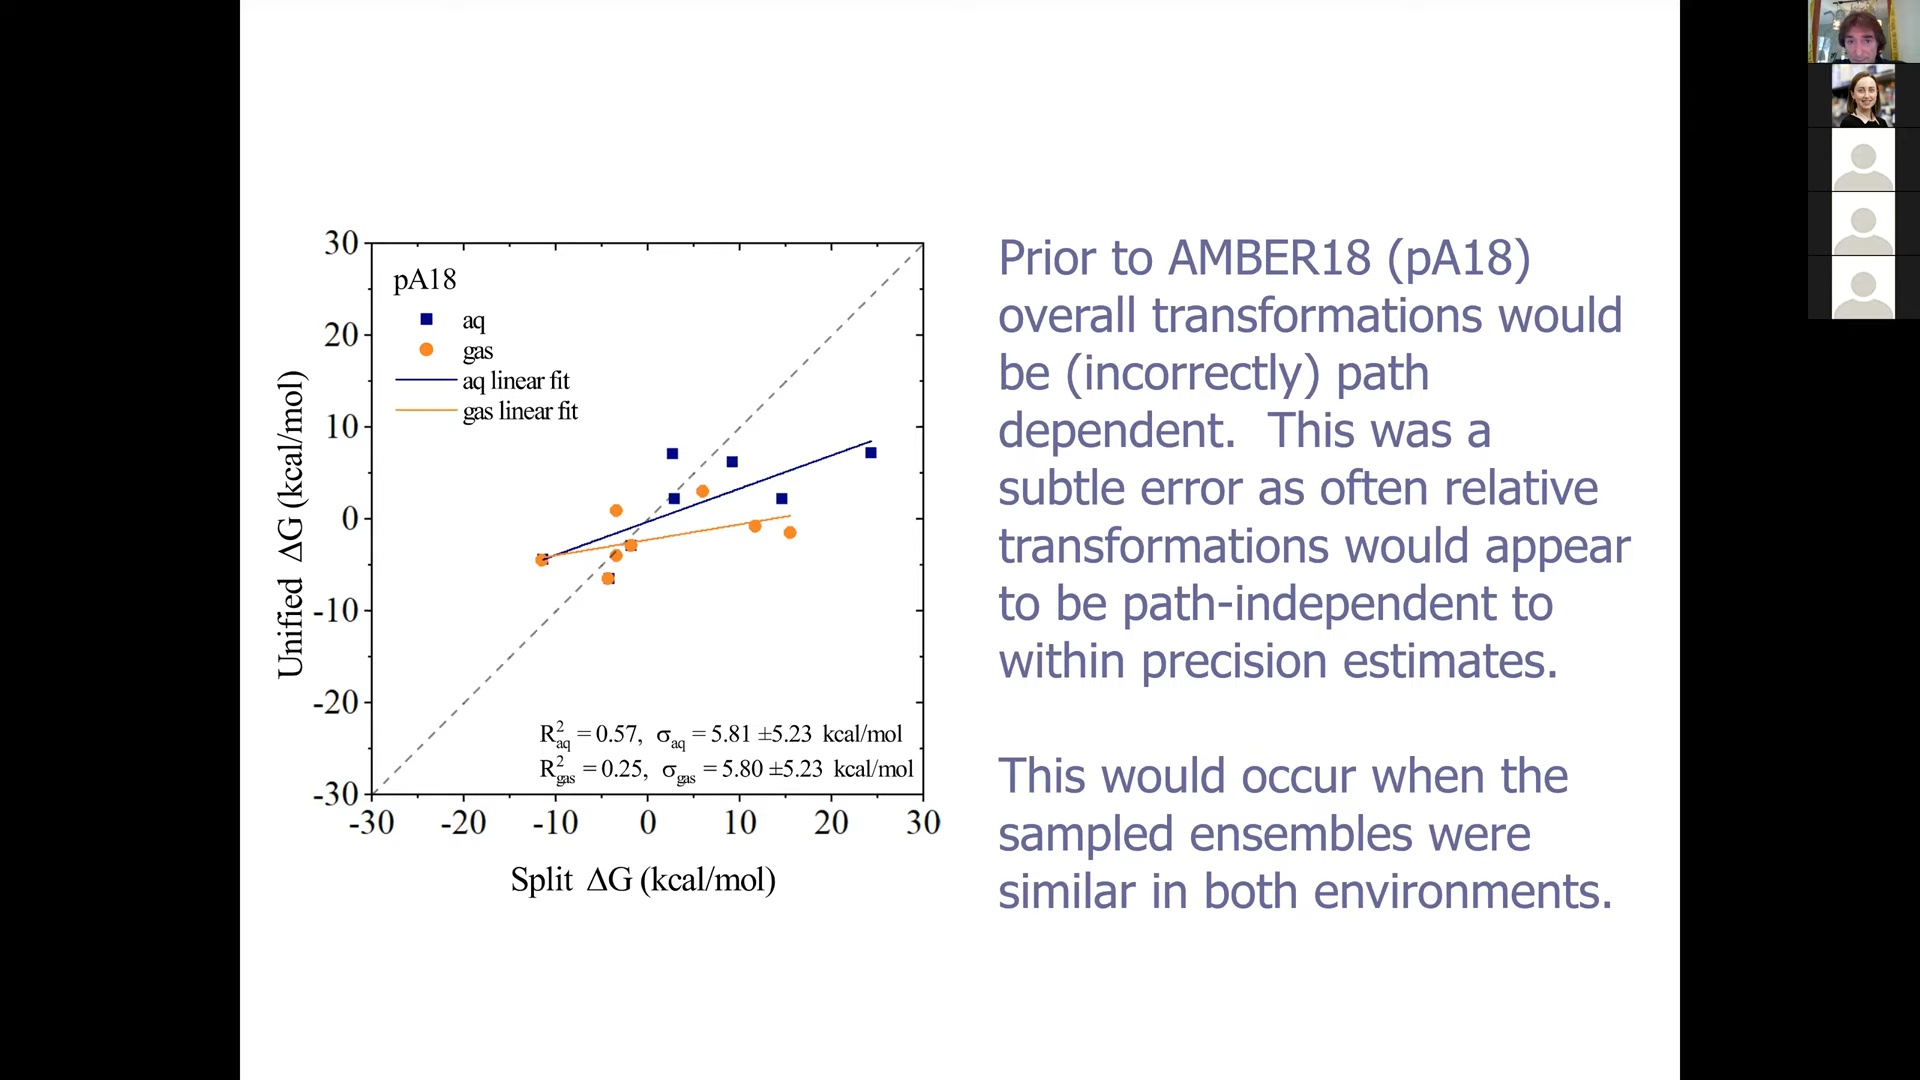 pA18
aq
gas
aq linear fit
gas linear fit
30
20
10
0
-10
-20
-30
Unified ΔG (kcal/mol)
R²aq = 0.57, σaq = 5.81 ±5.23 kcal/mol
R²gas = 0.25, σgas = 5.80 ±5.23 kcal/mol
-30 -20 -10 0 10 20 30
Split ΔG (kcal/mol)
Prior to AMBER18 (pA18)
overall transformations would
be (incorrectly) path
dependent. This was a
subtle error as often relative
transformations would appear
to be path-independent to
within precision estimates.
This would occur when the
sampled ensembles were
similar in both environments.